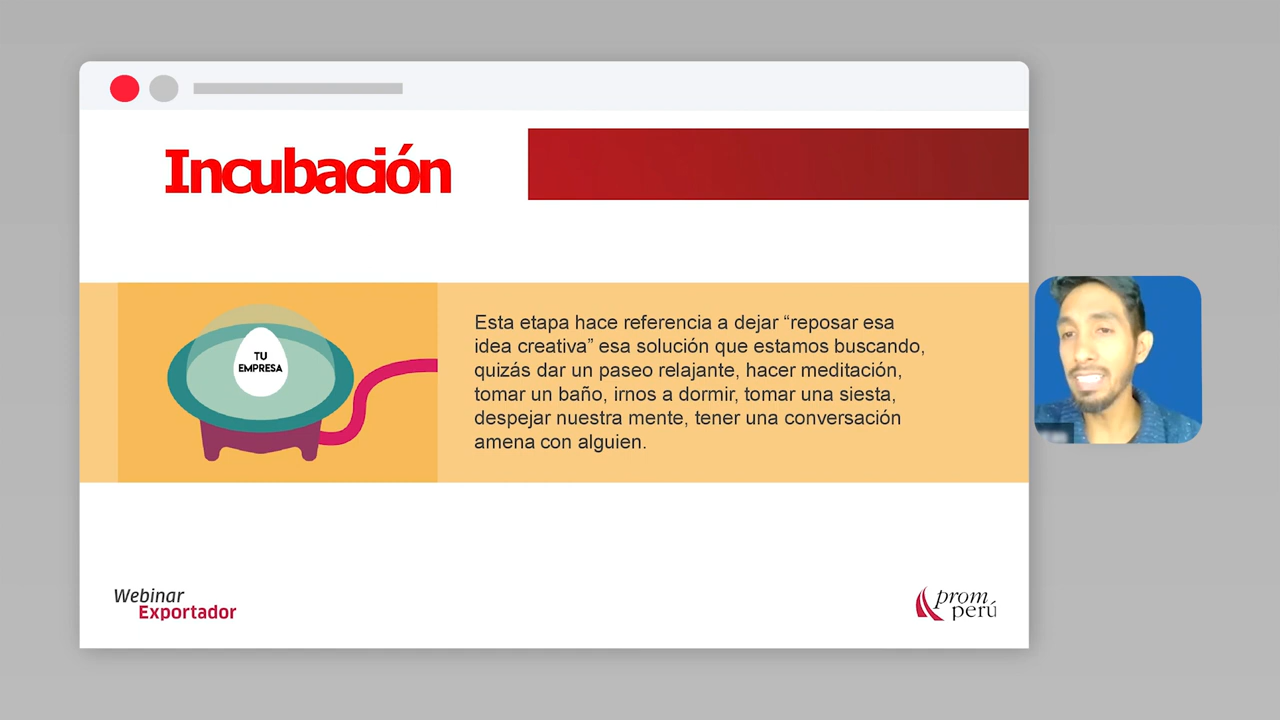 Incubación
TU
EMPRESA
Esta etapa hace referencia a dejar “reposar esa
idea creativa” esa solución que estamos buscando,
quizás dar un paseo relajante, hacer meditación,
tomar un baño, irnos a dormir, tomar una siesta,
despejar nuestra mente, tener una conversación
amena con alguien.
Webinar
Exportador
prom
perú